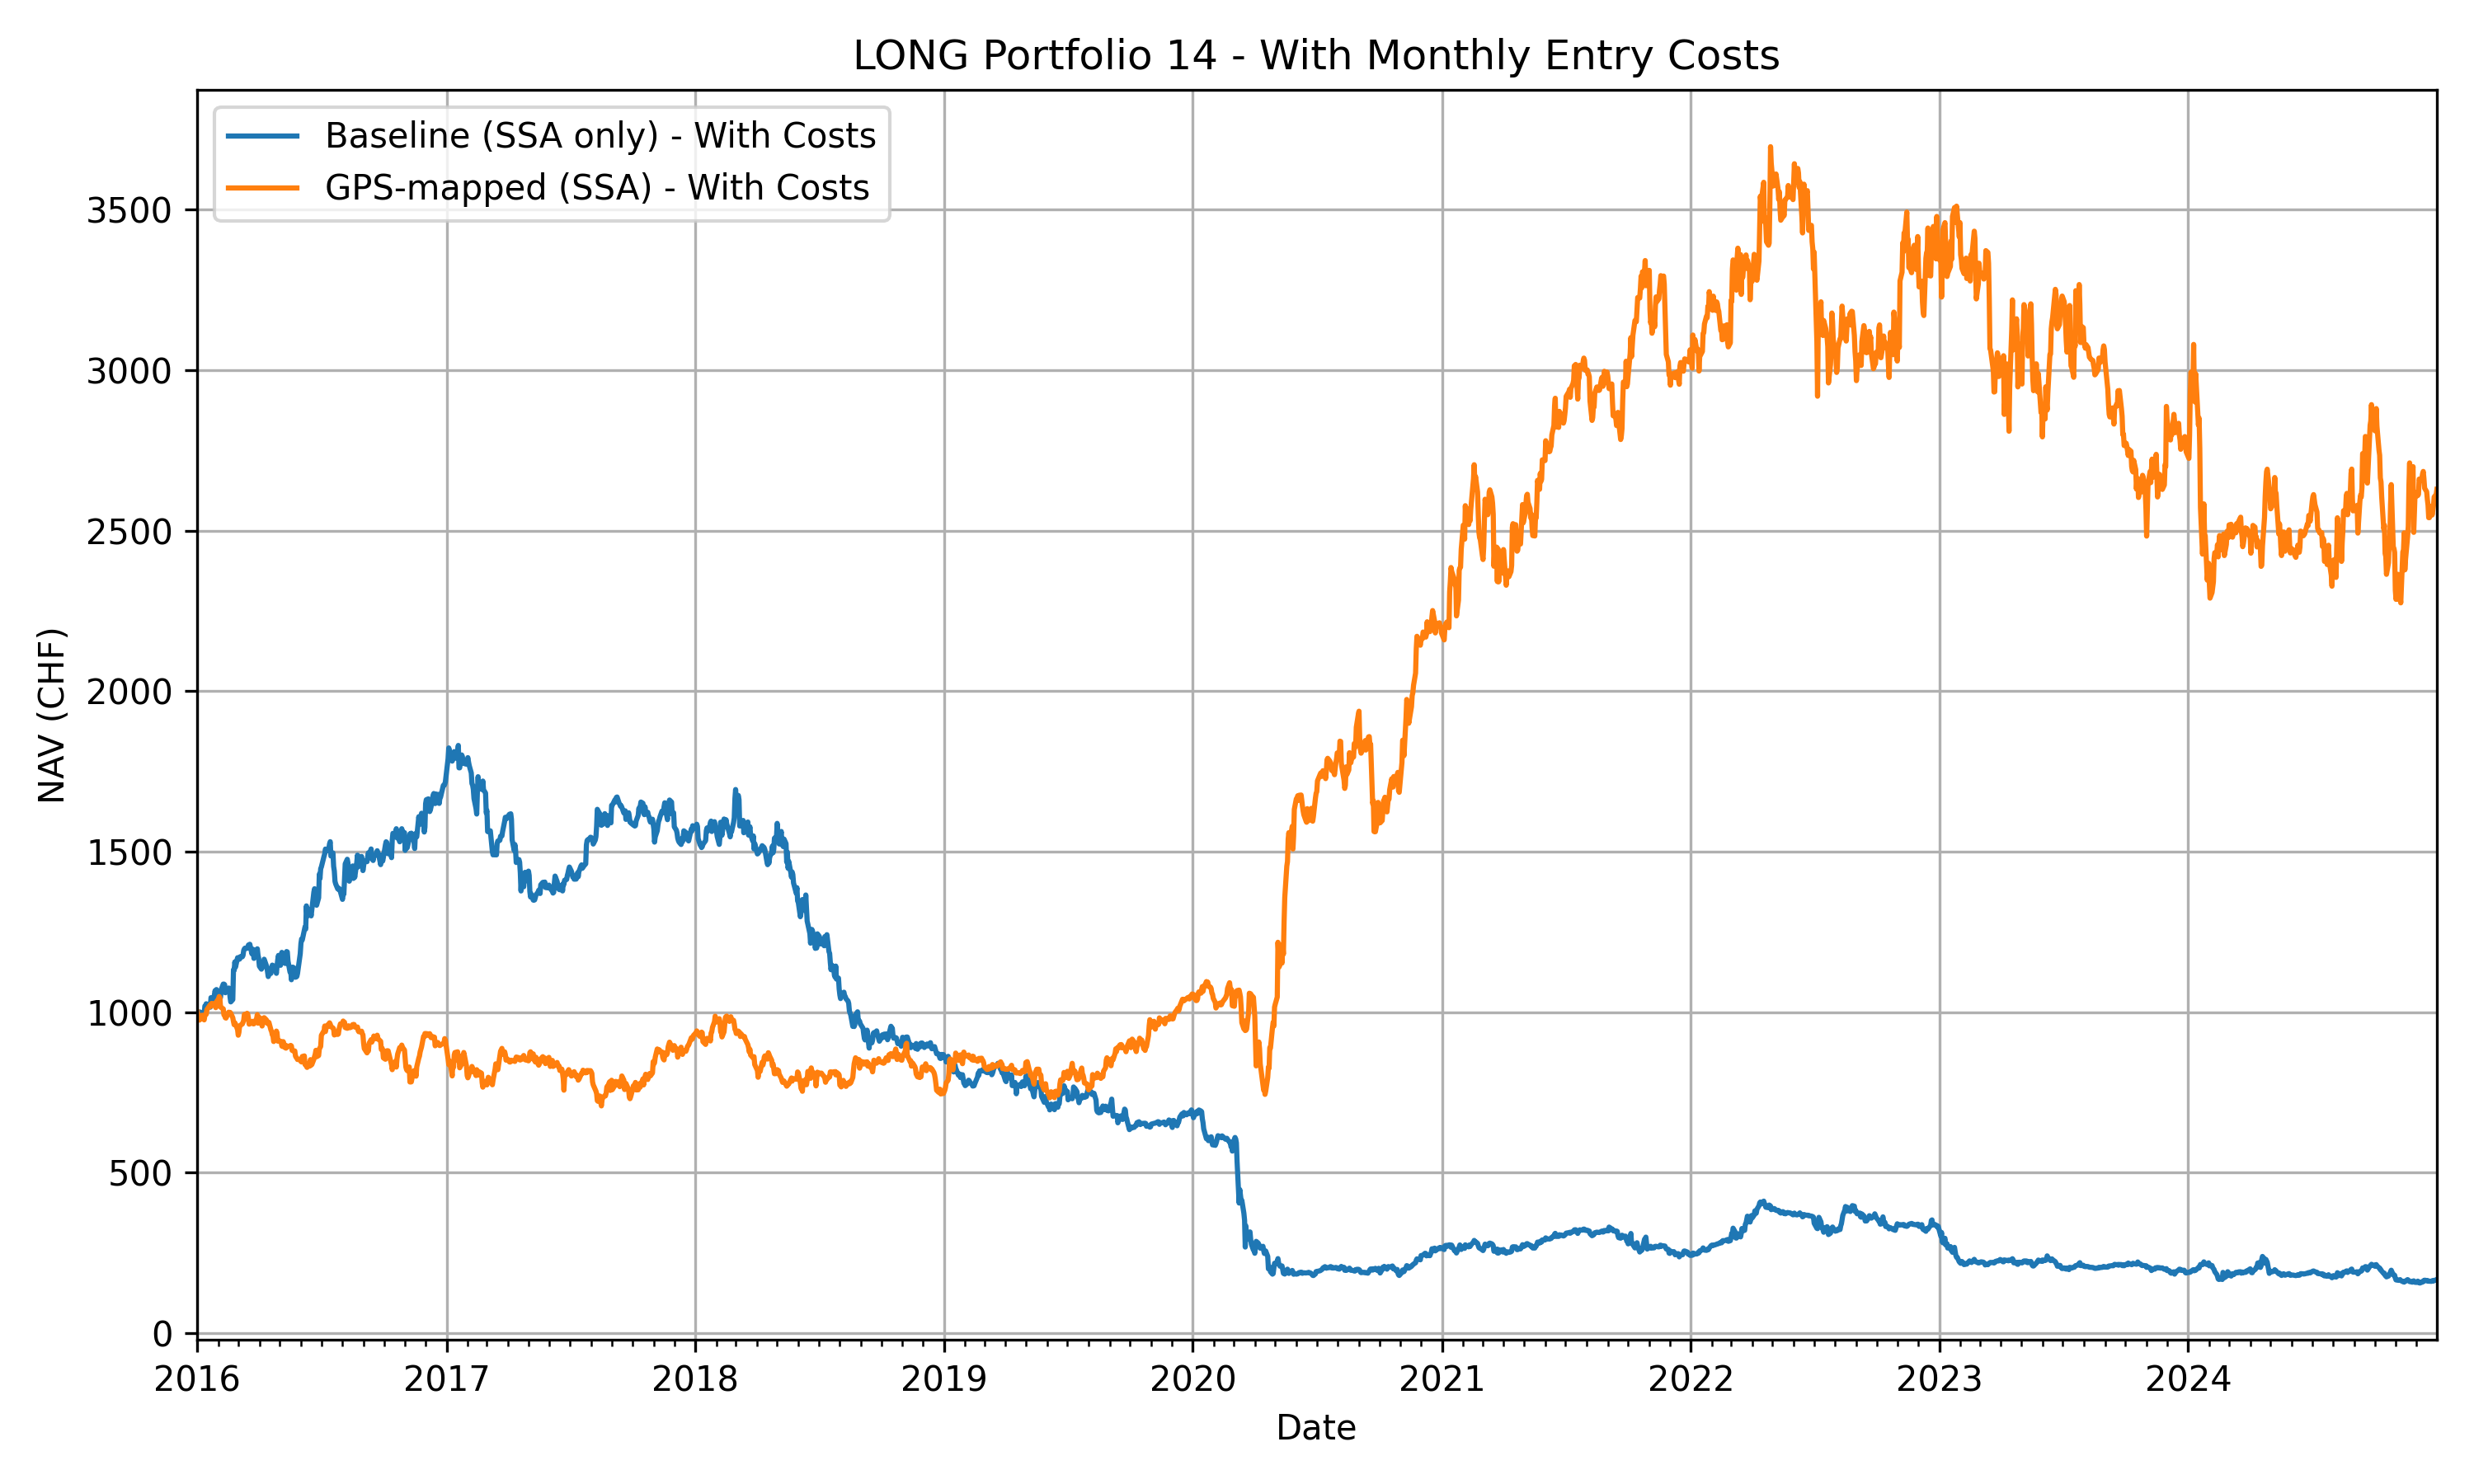 LONG Portfolio 14 - With Monthly Entry Costs
Baseline (SSA only) - With Costs
GPS-mapped (SSA) - With Costs
NAV (CHF)
3500
3000
2500
2000
1500
1000
500
0
2016 2017 2018 2019 2020 2021 2022 2023 2024
Date